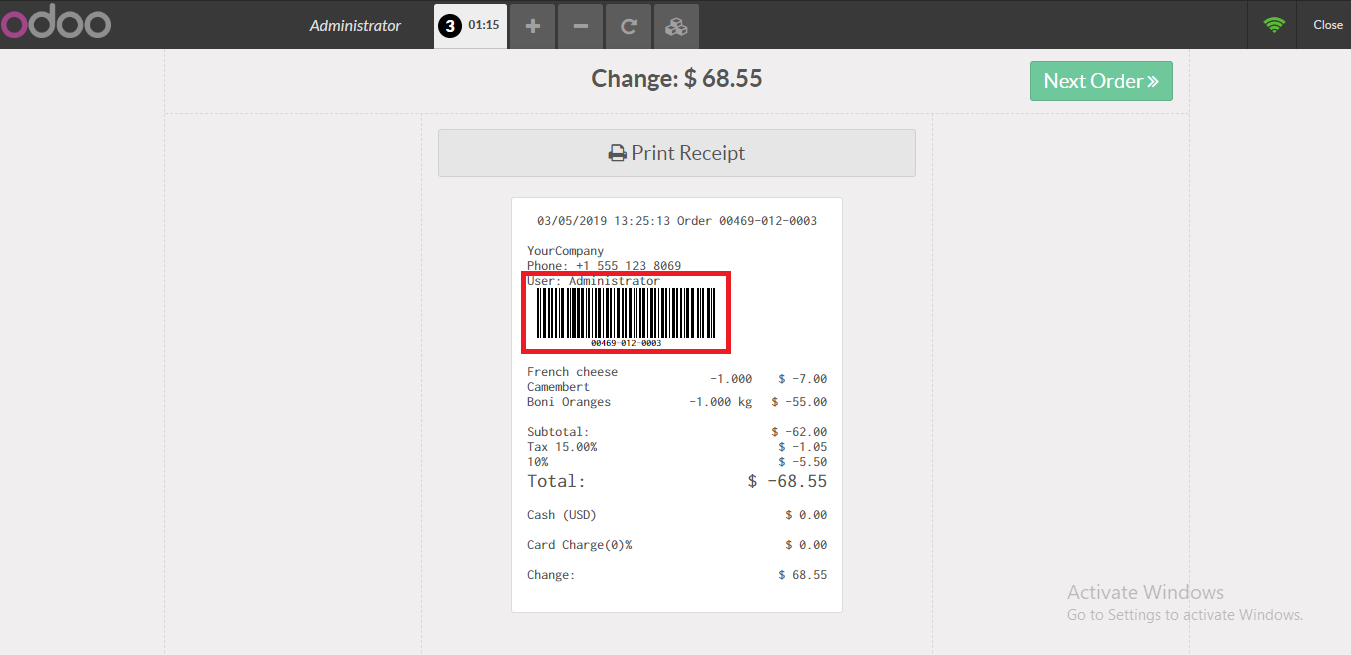 odoo
Administrator
3 01:15
Close
Change: $ 68.55
Next Order
Print Receipt
03/05/2019 13:25:13 Order 00469-012-0003
YourCompany
Phone: +1 555 123 8069
User: Administrator
00469-012-0003
French cheese
Camembert -1.000 $ -7.00
Boni Oranges -1.000 kg $ -55.00
Subtotal: $ -62.00
Tax 15.00% $ -1.05
10% $ -5.50
Total: $ -68.55
Cash (USD) $ 0.00
Card Charge(0)% $ 0.00
Change: $ 68.55
Activate Windows
Go to Settings to activate Windows.